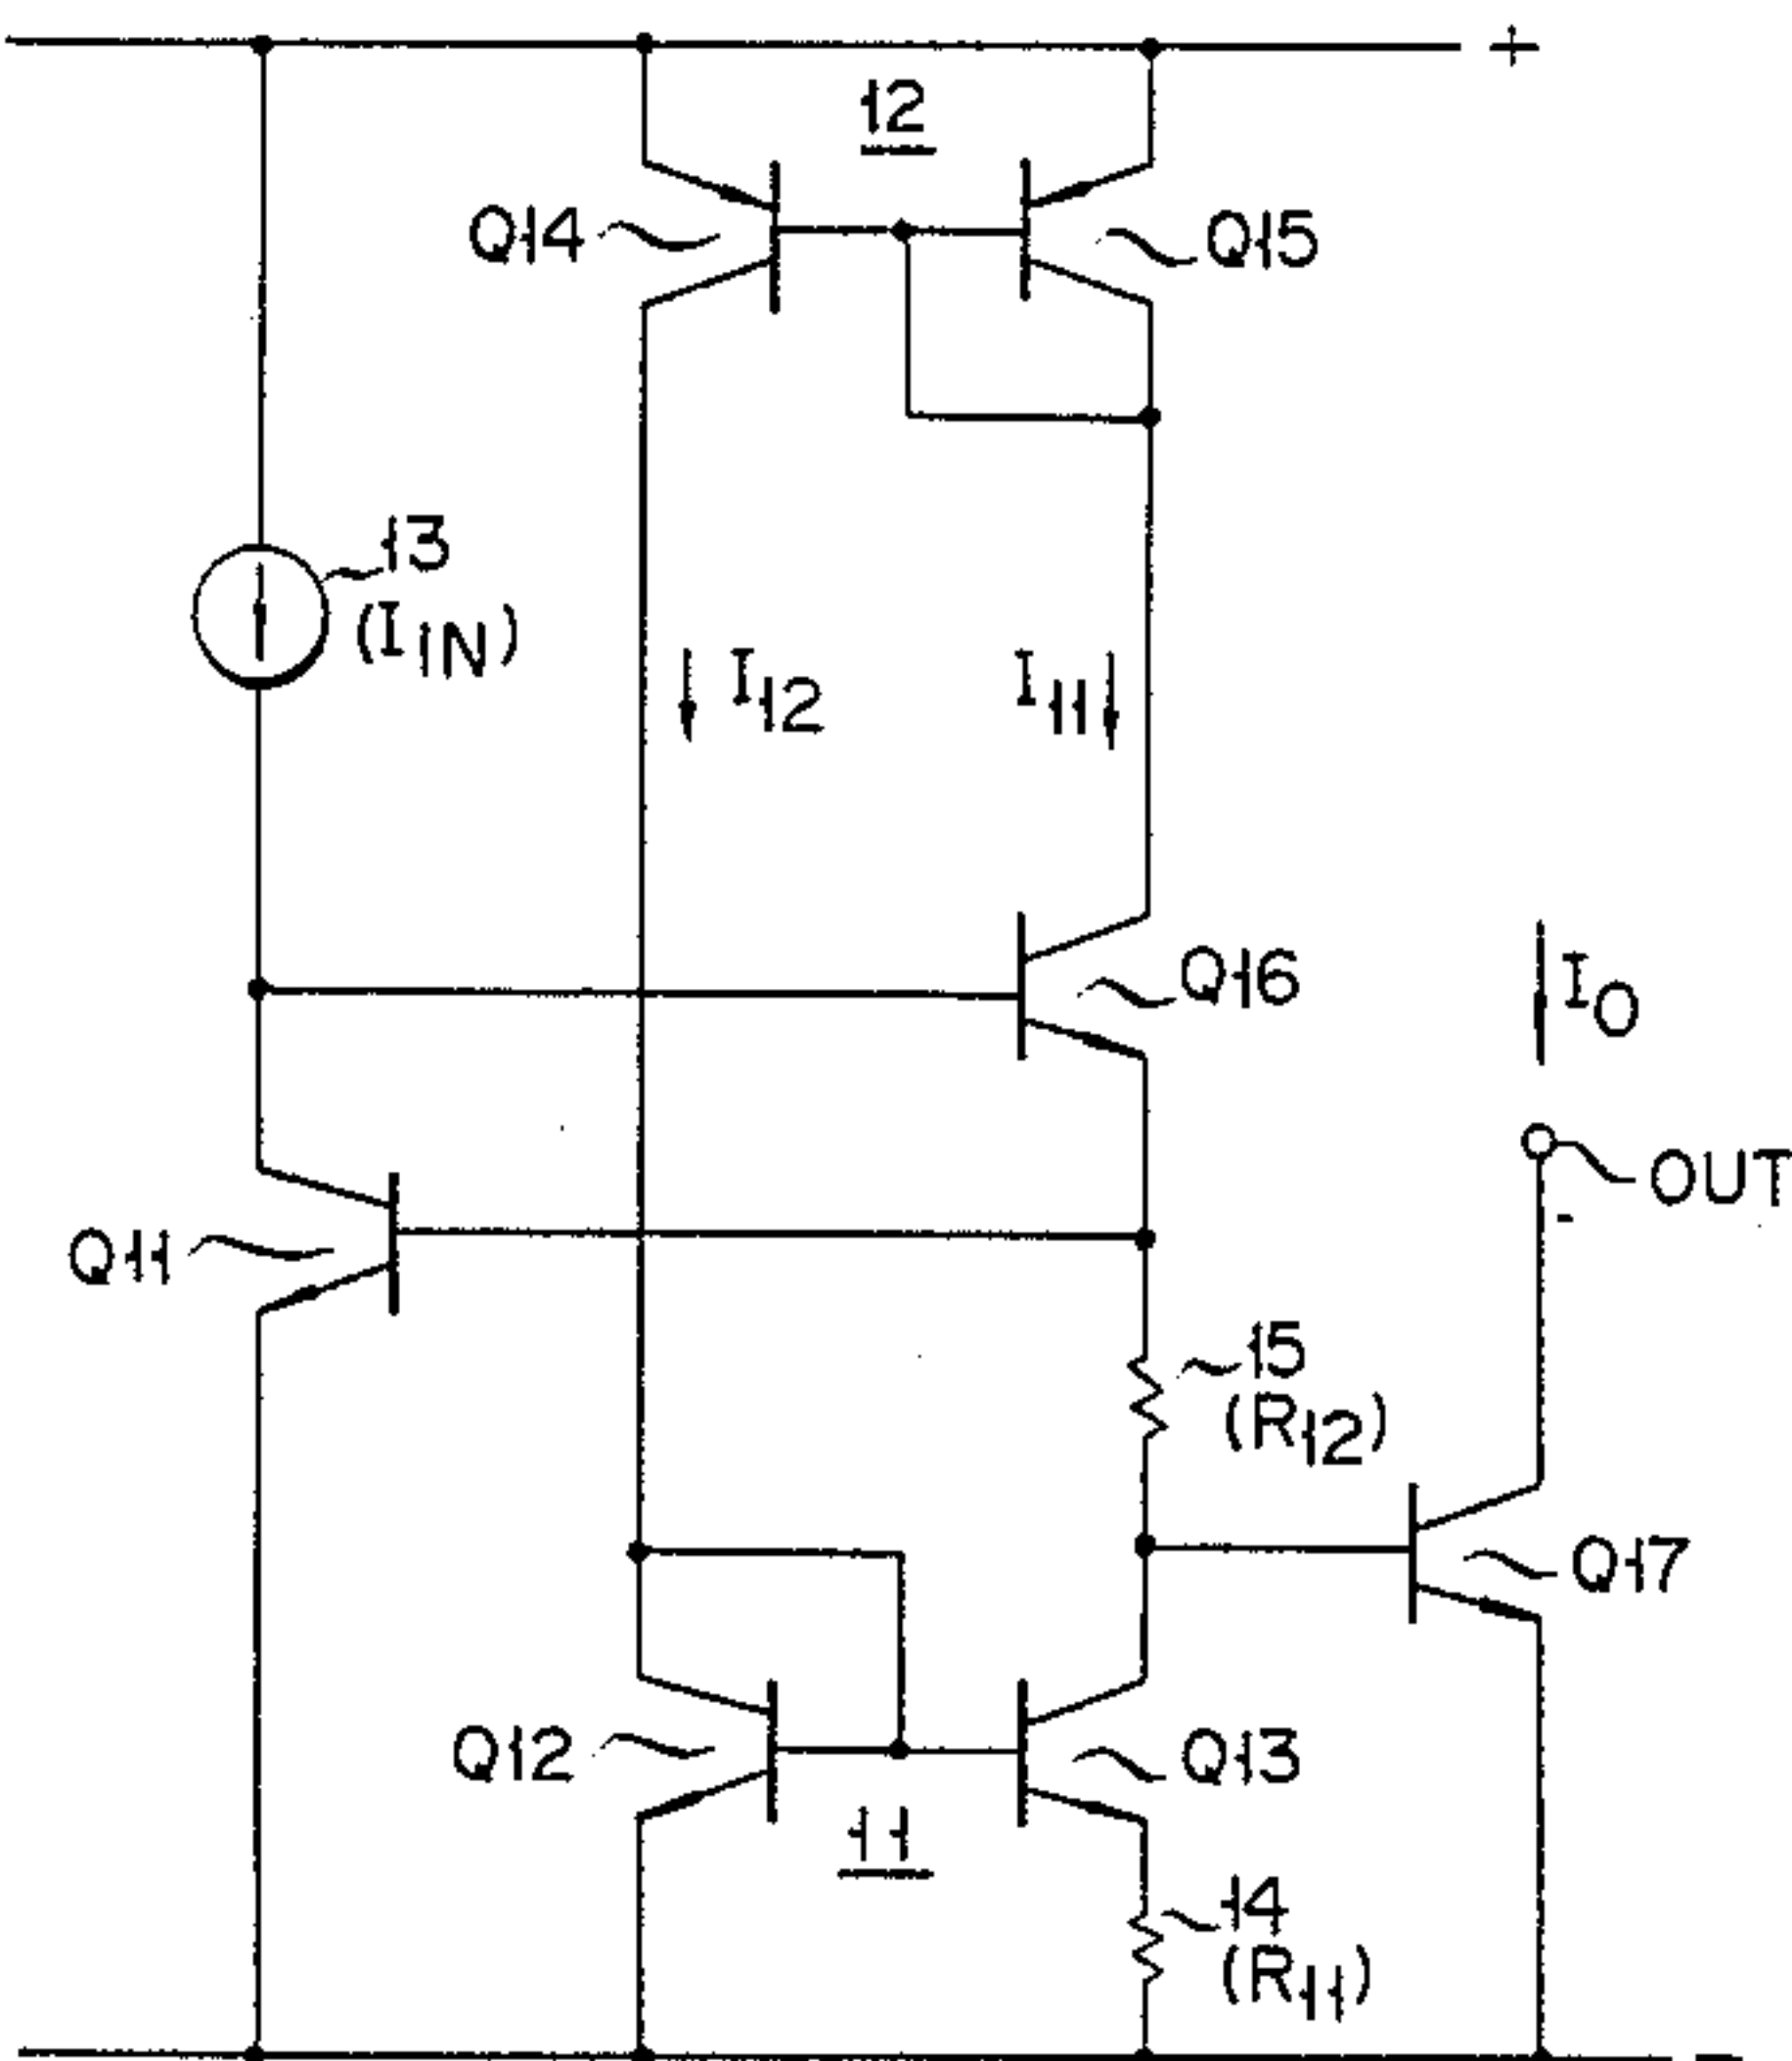 +
12
Q14
Q15
13
(IIN)
I12
I11
Q16
IO
OUT
Q11
15
(R12)
Q17
Q12
Q13
11
14
(R11)
-